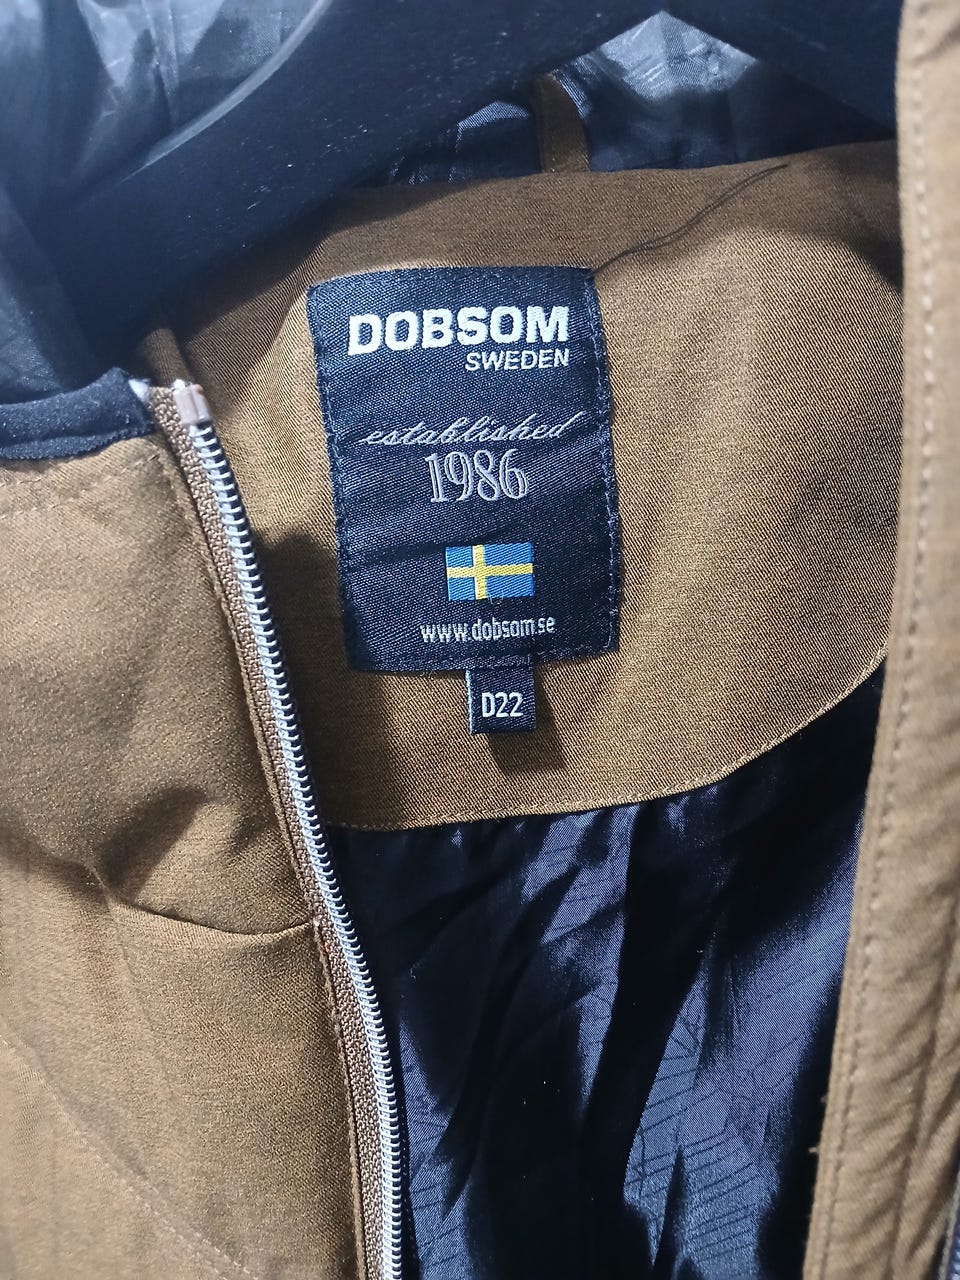 DOBSOM
SWEDEN
established
1986
www.dobsom.se
D22